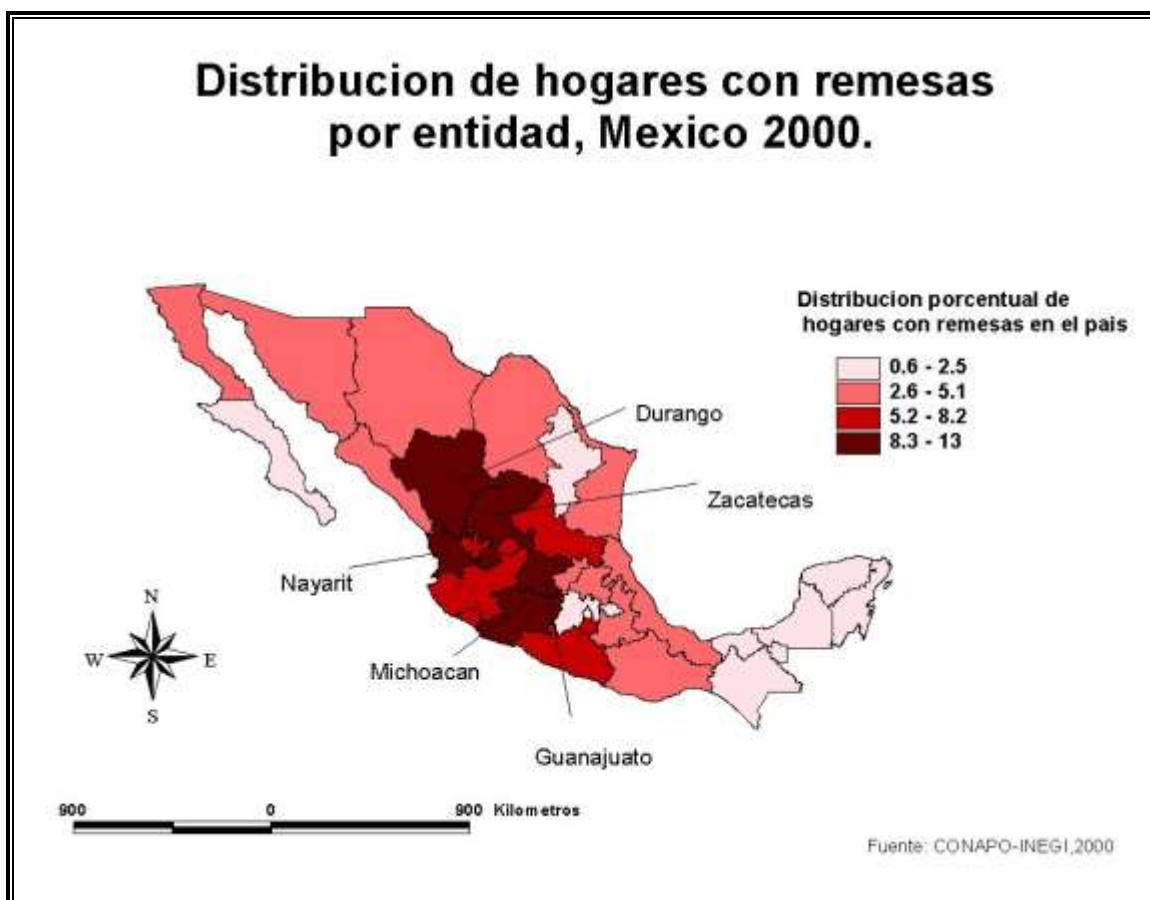 Distribucion de hogares con remesas
por entidad, Mexico 2000.
Distribucion porcentual de
hogares con remesas en el pais
0.6 - 2.5
2.6 - 5.1
5.2 - 8.2
8.3 - 13
Durango
Zacatecas
Nayarit
Michoacan
Guanajuato
N
W
E
S
900
0
900 Kilometros
Fuente: CONAPO-INEGI,2000